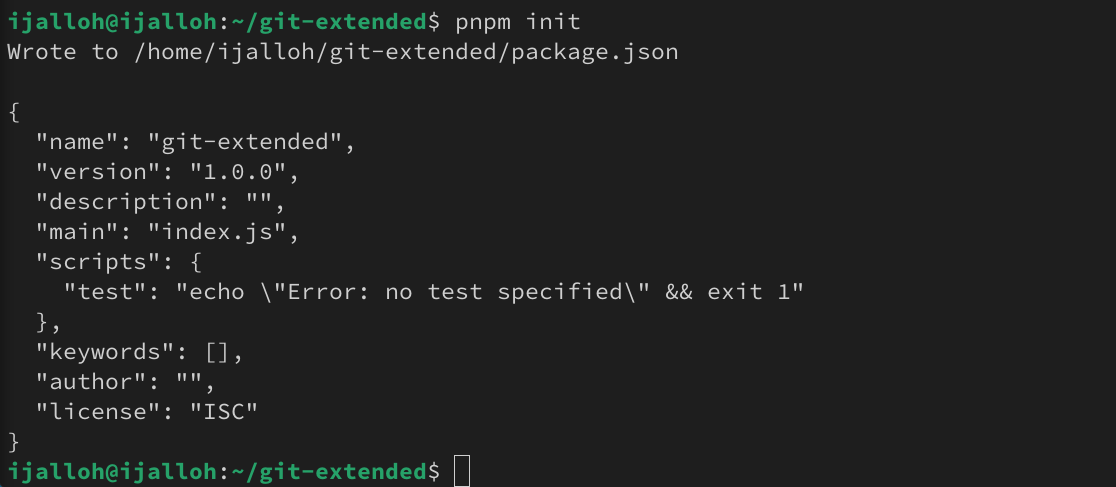 ijalloh@ijalloh:~/git-extended$ pnpm init
Wrote to /home/ijalloh/git-extended/package.json

{
  "name": "git-extended",
  "version": "1.0.0",
  "description": "",
  "main": "index.js",
  "scripts": {
    "test": "echo \"Error: no test specified\" && exit 1"
  },
  "keywords": [],
  "author": "",
  "license": "ISC"
}
ijalloh@ijalloh:~/git-extended$